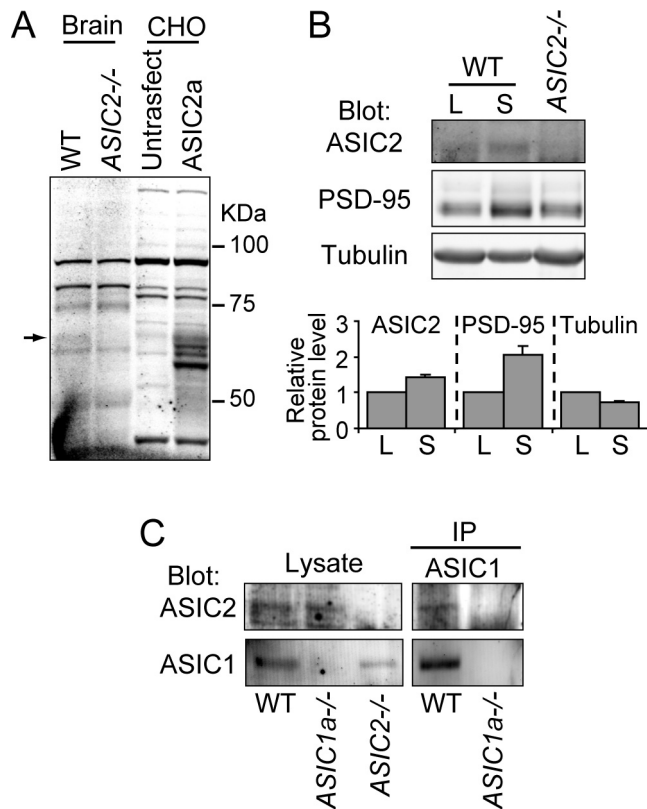 A
Brain CHO
WT
ASIC2-/-
Untrasfect
ASIC2a
KDa
100
75
50
B
WT
ASIC2-/-
Blot:
L S
ASIC2
PSD-95
Tubulin
Relative
protein level
3
2
1
0
ASIC2 PSD-95 Tubulin
L S L S L S
C
IP
Lysate ASIC1
Blot:
ASIC2
ASIC1
WT
ASIC1a-/-
ASIC2-/-
WT
ASIC1a-/-